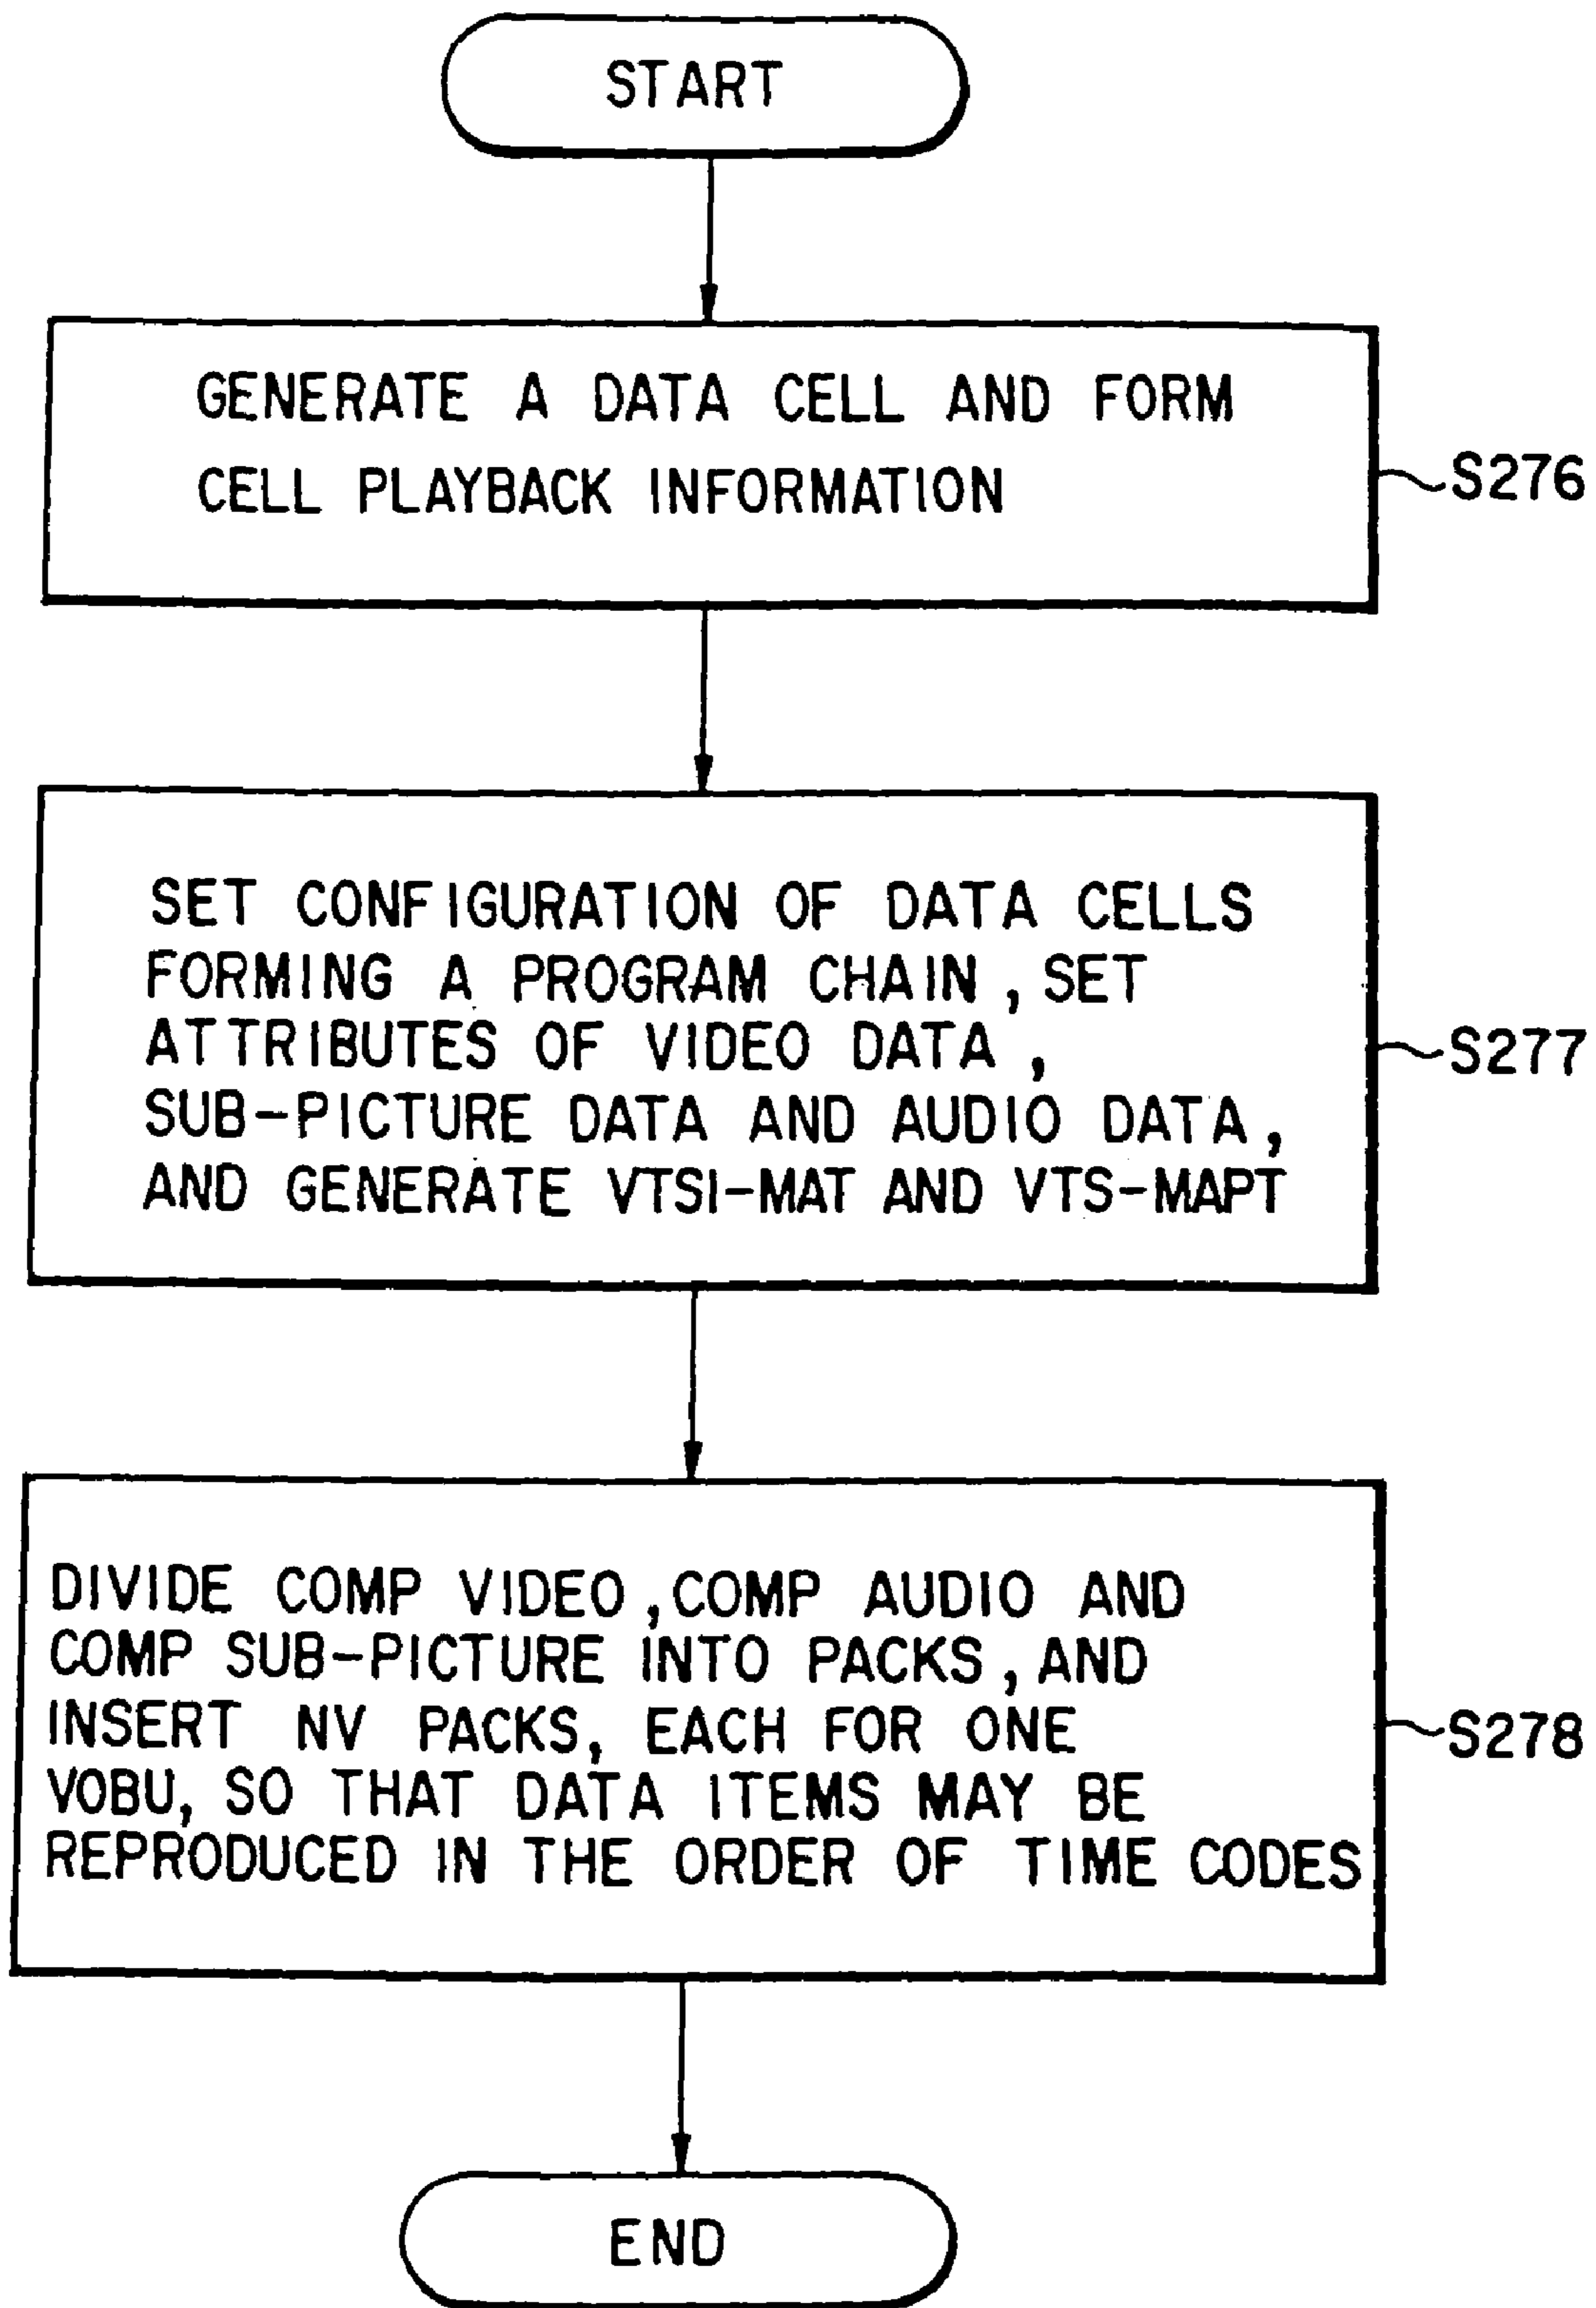 START
GENERATE A DATA CELL AND FORM
CELL PLAYBACK INFORMATION
S276
SET CONFIGURATION OF DATA CELLS
FORMING A PROGRAM CHAIN, SET
ATTRIBUTES OF VIDEO DATA,
SUB-PICTURE DATA AND AUDIO DATA,
AND GENERATE VTSI-MAT AND VTS-MAPT
S277
DIVIDE COMP VIDEO, COMP AUDIO AND
COMP SUB-PICTURE INTO PACKS, AND
INSERT NV PACKS, EACH FOR ONE
VOBU, SO THAT DATA ITEMS MAY BE
REPRODUCED IN THE ORDER OF TIME CODES
S278
END